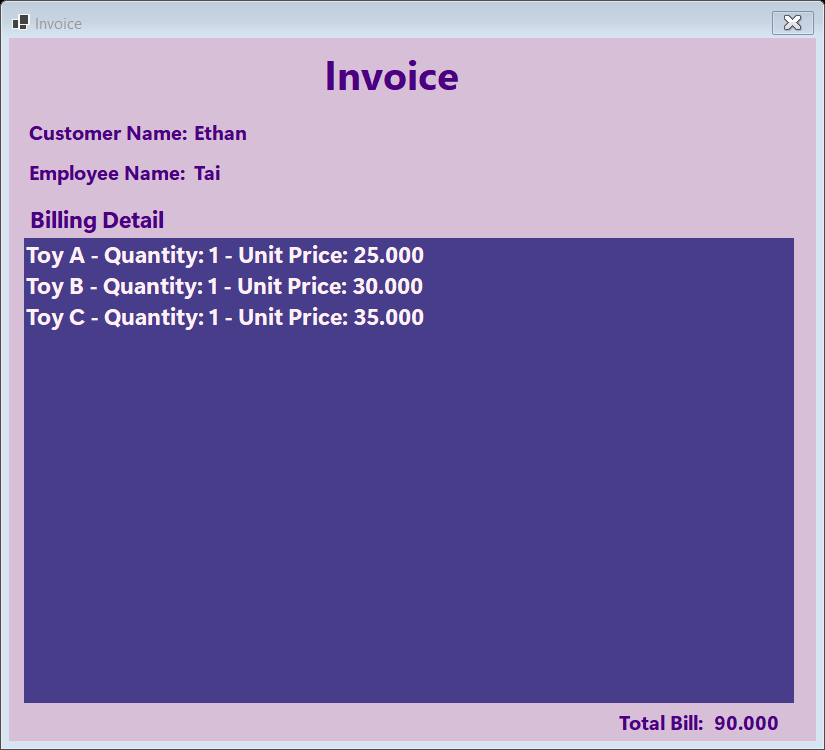 Invoice
Invoice
Customer Name: Ethan
Employee Name: Tai
Billing Detail
Toy A - Quantity: 1 - Unit Price: 25.000
Toy B - Quantity: 1 - Unit Price: 30.000
Toy C - Quantity: 1 - Unit Price: 35.000
Total Bill: 90.000